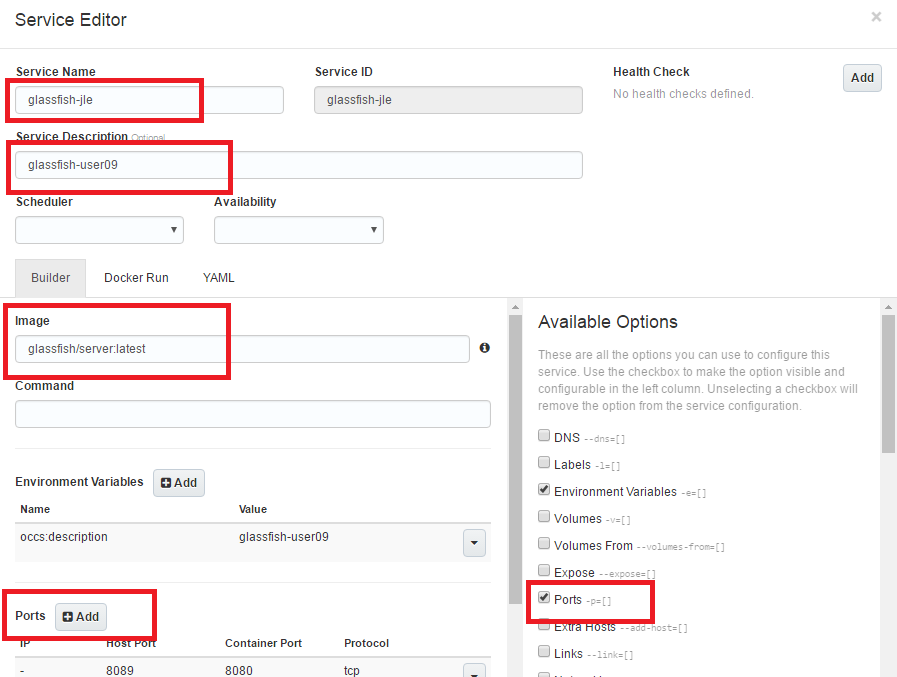 Service Editor
×
Service Name
Service ID
Health Check
Add
glassfish-jle
glassfish-jle
No health checks defined.
Service Description Optional
glassfish-user09
Scheduler
Availability
Builder
Docker Run
YAML
Image
glassfish/server:latest
Command
Environment Variables
Add
Name
Value
occs:description
glassfish-user09
Ports
Add
IP
Host Port
Container Port
Protocol
-
8089
8080
tcp
Available Options
These are all the options you can use to configure this
service. Use the checkbox to make the option visible and
configurable in the left column. Unselecting a checkbox will
remove the option from the service configuration.
DNS --dns=[]
Labels -l=[]
Environment Variables -e=[]
Volumes -v=[]
Volumes From --volumes-from=[]
Expose --expose=[]
Ports -p=[]
Extra Hosts --add-host=[]
Links --link=[]